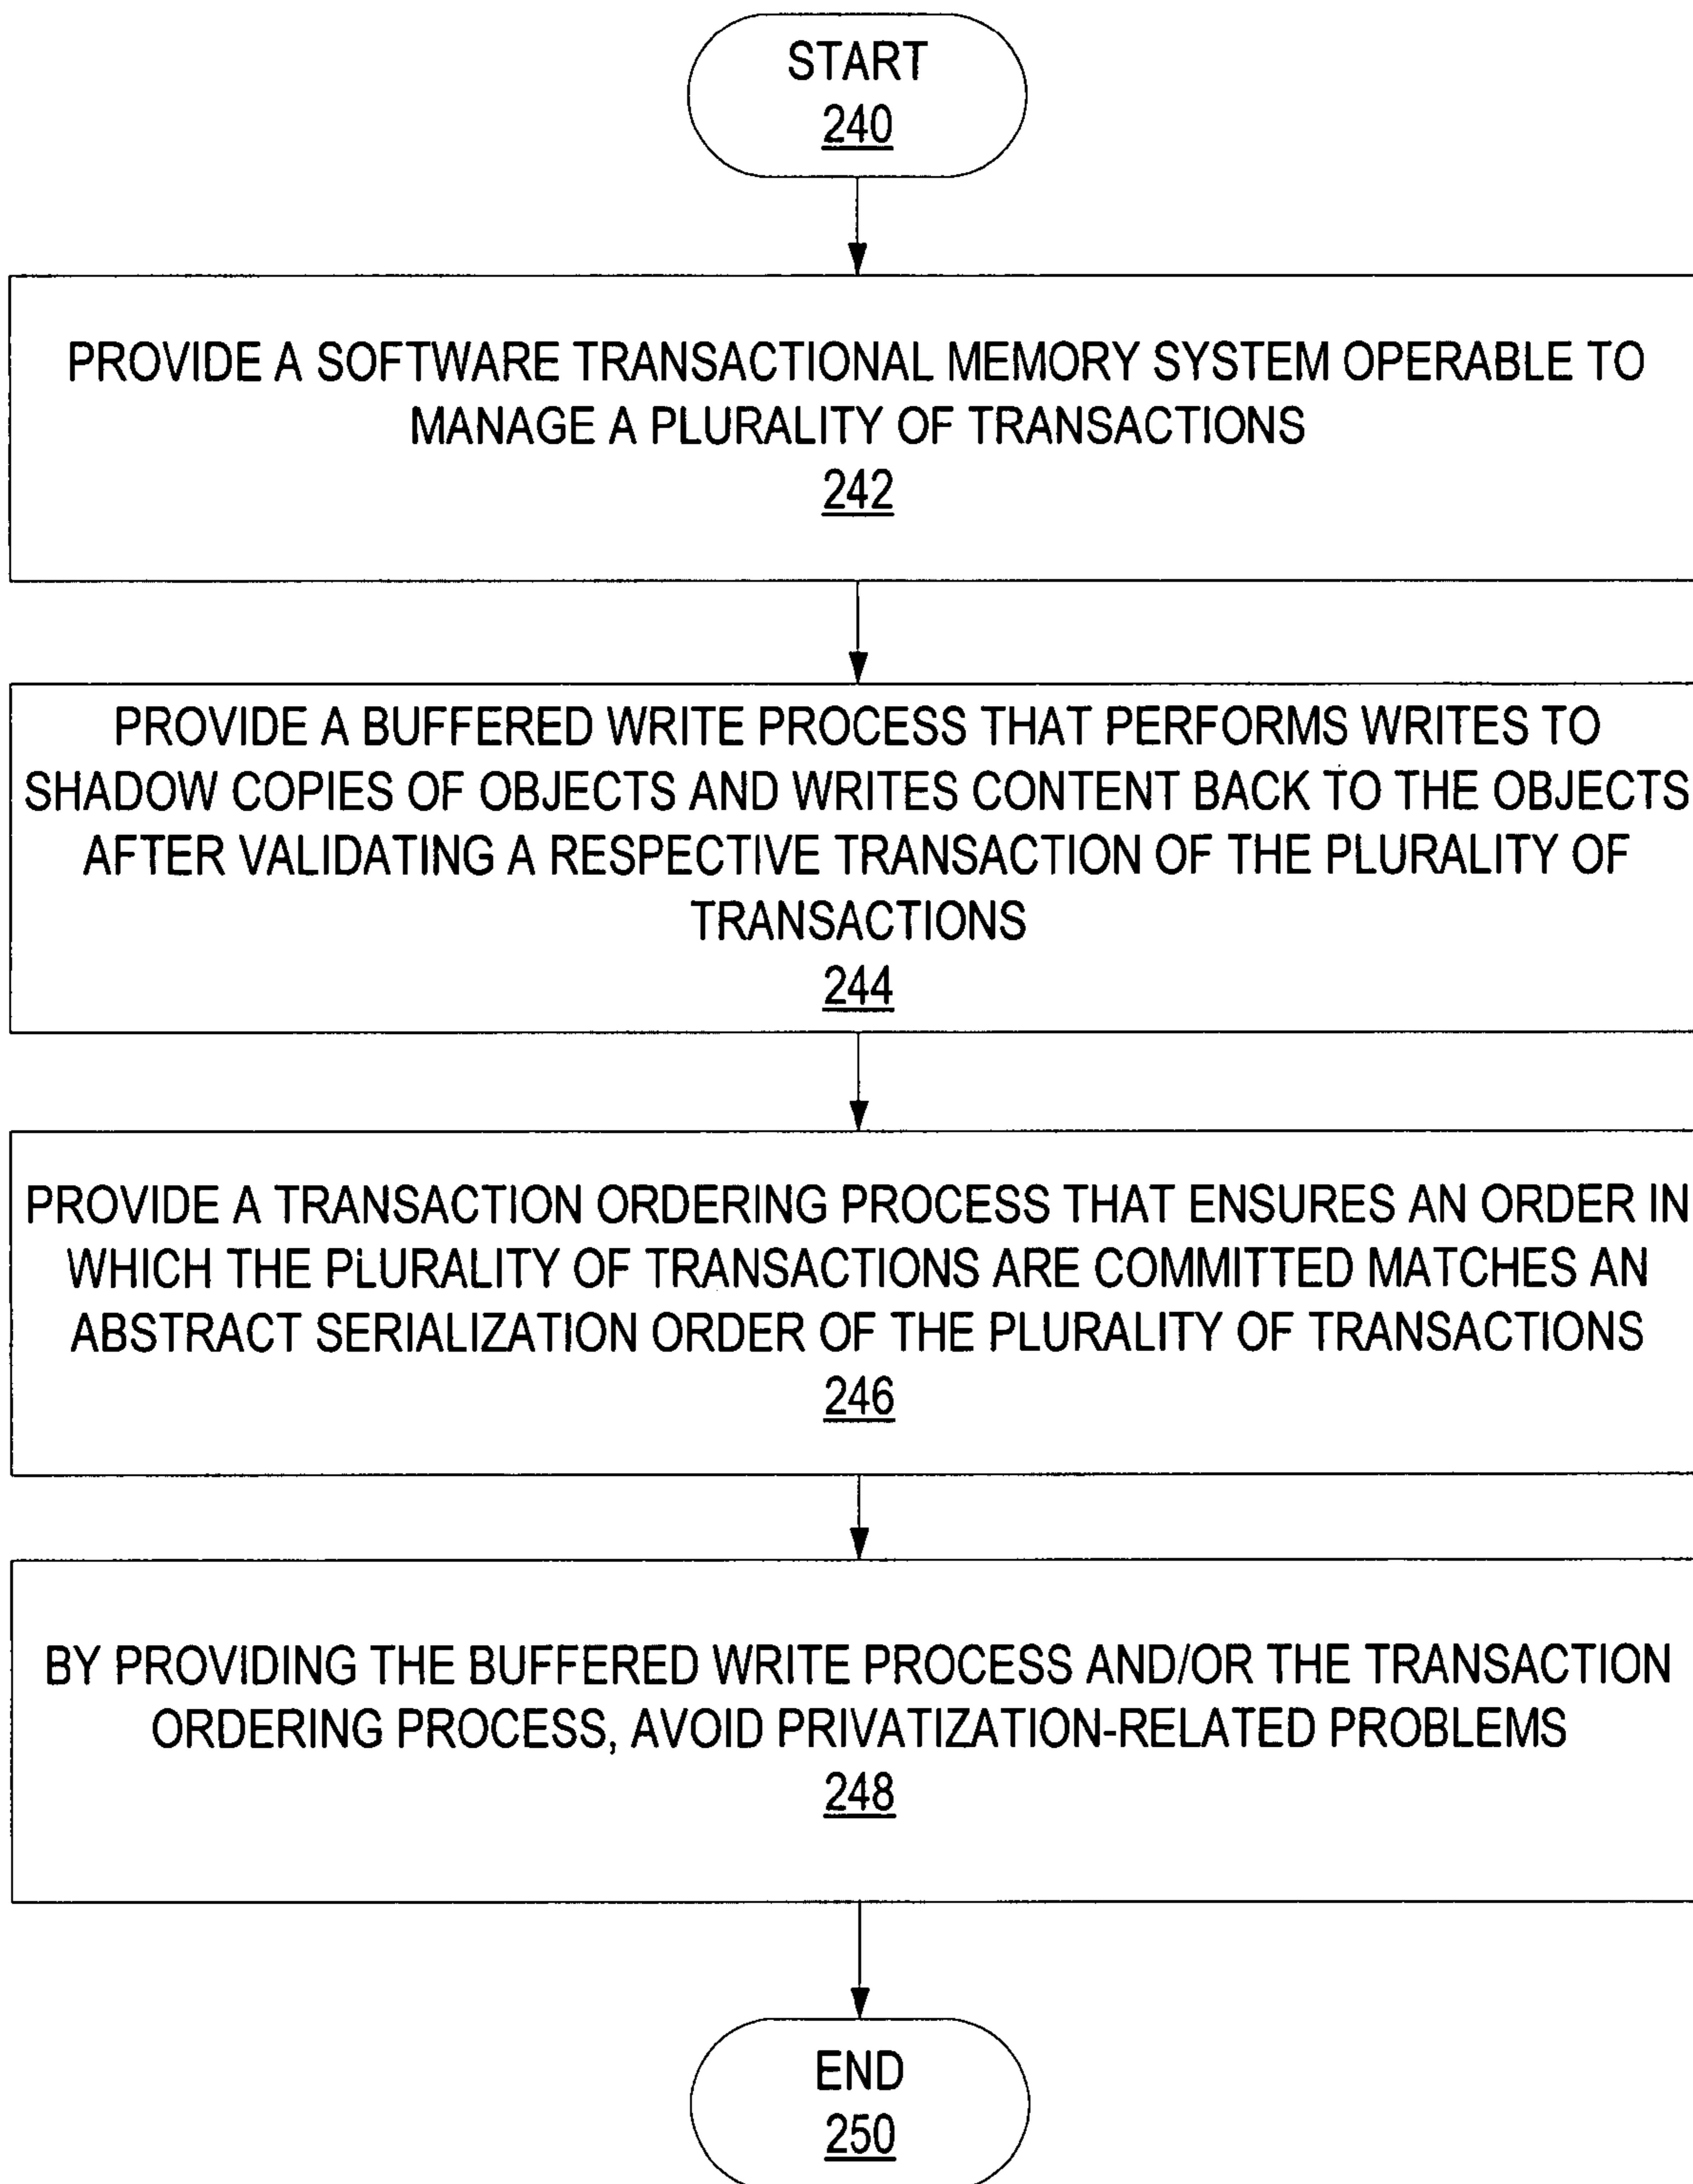 START
240
PROVIDE A SOFTWARE TRANSACTIONAL MEMORY SYSTEM OPERABLE TO
MANAGE A PLURALITY OF TRANSACTIONS
242
PROVIDE A BUFFERED WRITE PROCESS THAT PERFORMS WRITES TO
SHADOW COPIES OF OBJECTS AND WRITES CONTENT BACK TO THE OBJECTS
AFTER VALIDATING A RESPECTIVE TRANSACTION OF THE PLURALITY OF
TRANSACTIONS
244
PROVIDE A TRANSACTION ORDERING PROCESS THAT ENSURES AN ORDER IN
WHICH THE PLURALITY OF TRANSACTIONS ARE COMMITTED MATCHES AN
ABSTRACT SERIALIZATION ORDER OF THE PLURALITY OF TRANSACTIONS
246
BY PROVIDING THE BUFFERED WRITE PROCESS AND/OR THE TRANSACTION
ORDERING PROCESS, AVOID PRIVATIZATION-RELATED PROBLEMS
248
END
250